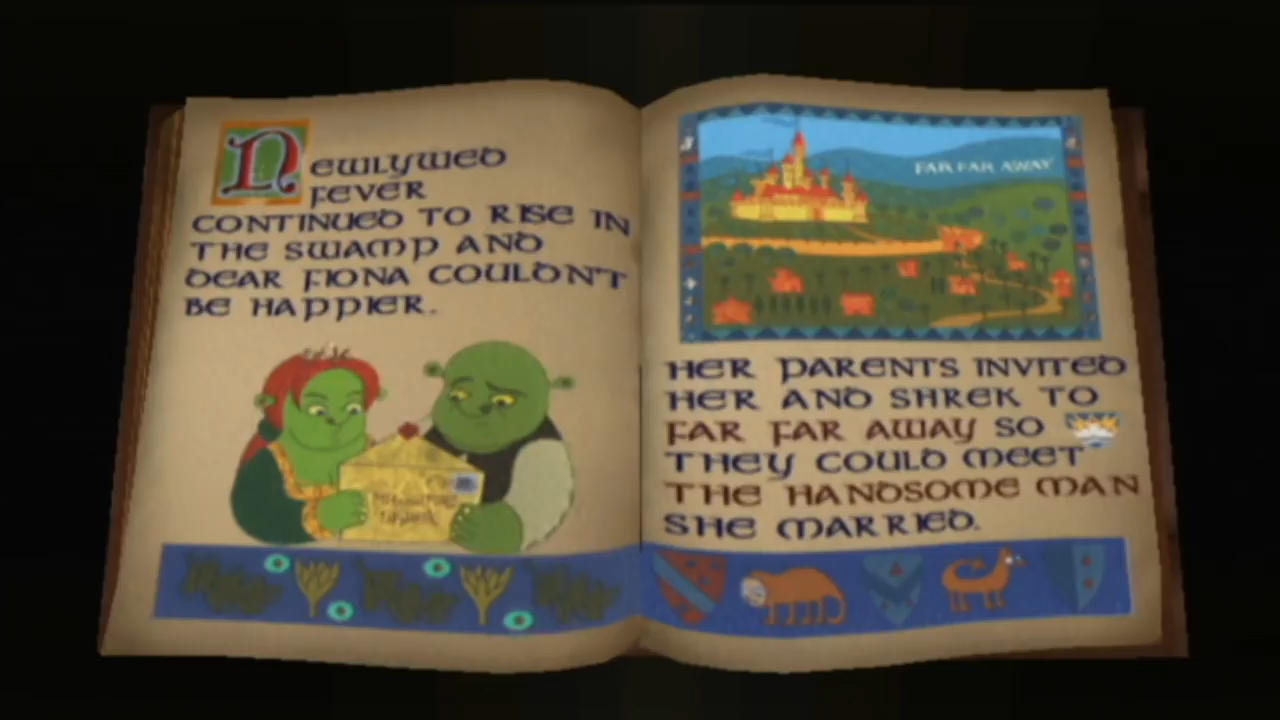 NEWLYWED
FEVER
CONTINUED TO RISE IN
THE SWAMP AND
DEAR FIONA COULDN'T
BE HAPPIER.
FAR FAR AWAY
HER PARENTS INVITED
HER AND SHREK TO
FAR FAR AWAY SO
THEY COULD MEET
THE HANDSOME MAN
SHE MARRIED.